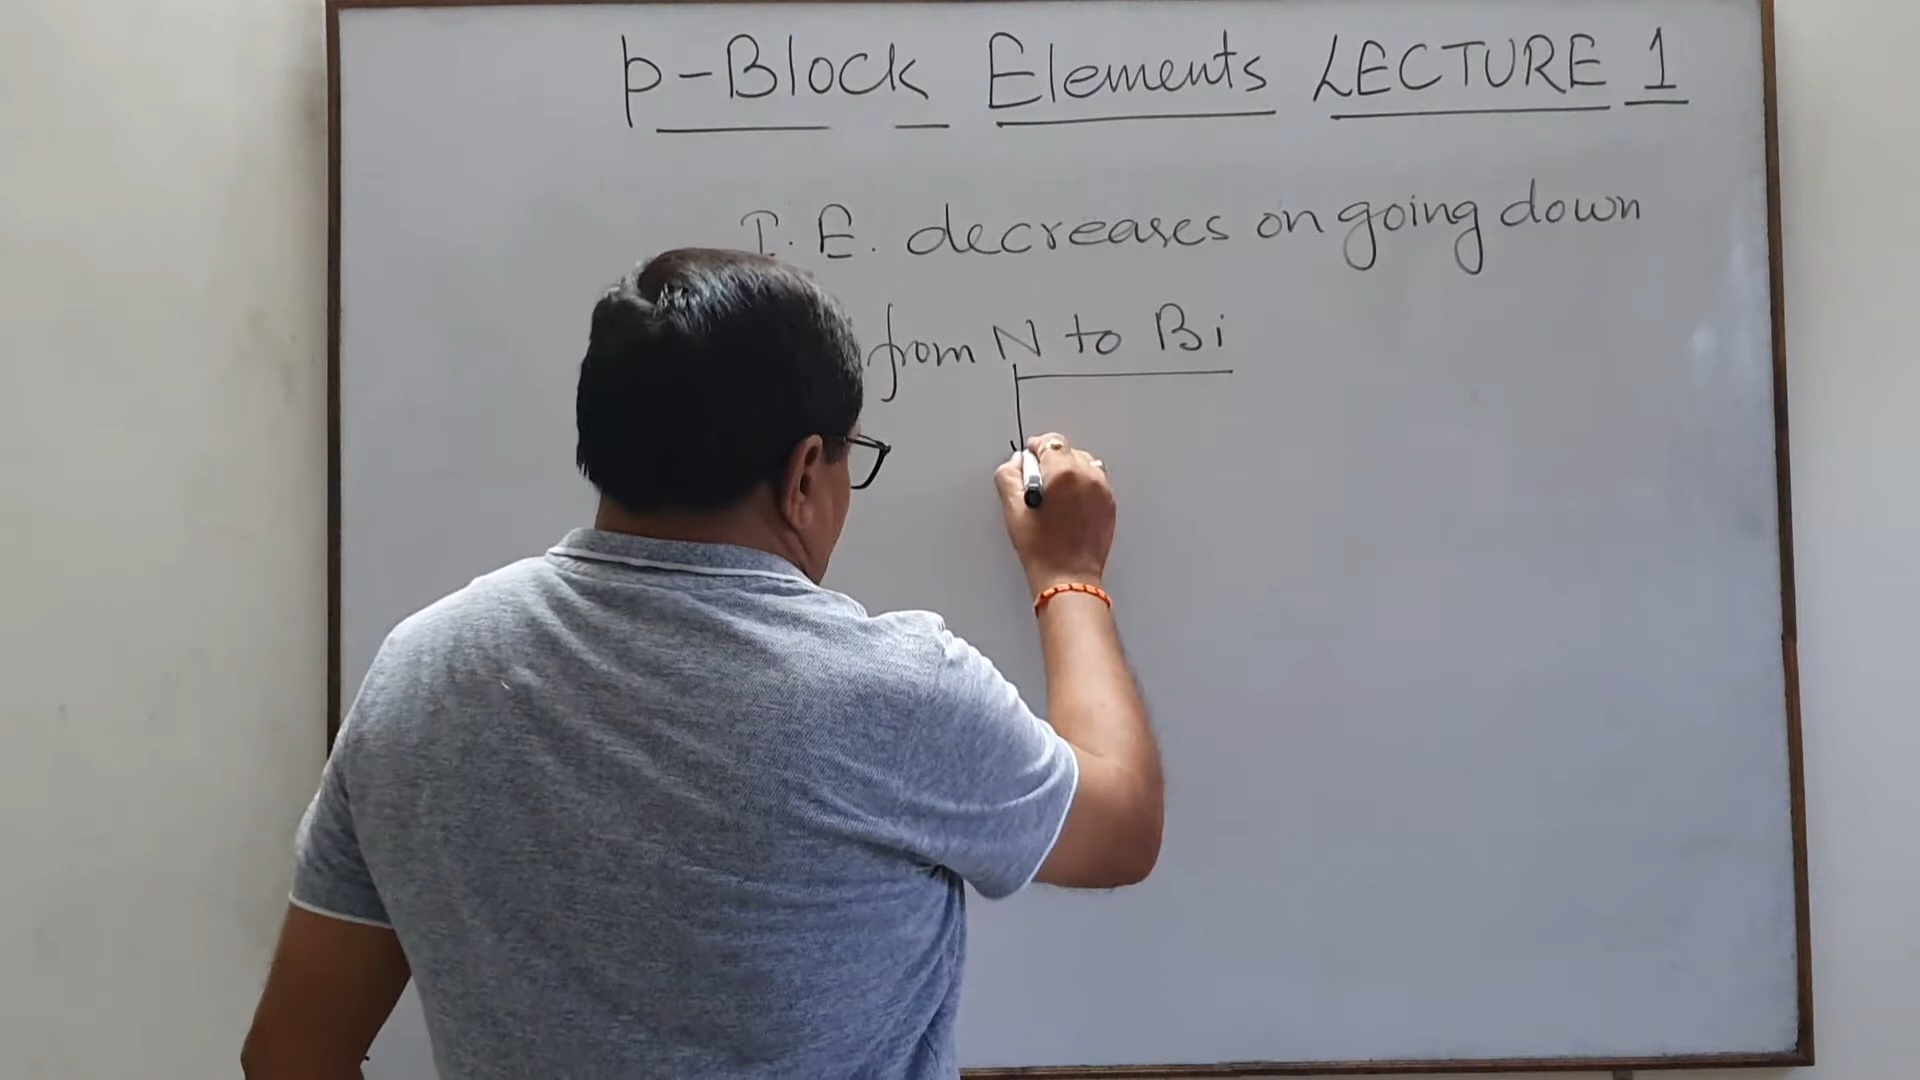 p-Block Elements LECTURE 1
I.E. decreases on going down
from N to Bi